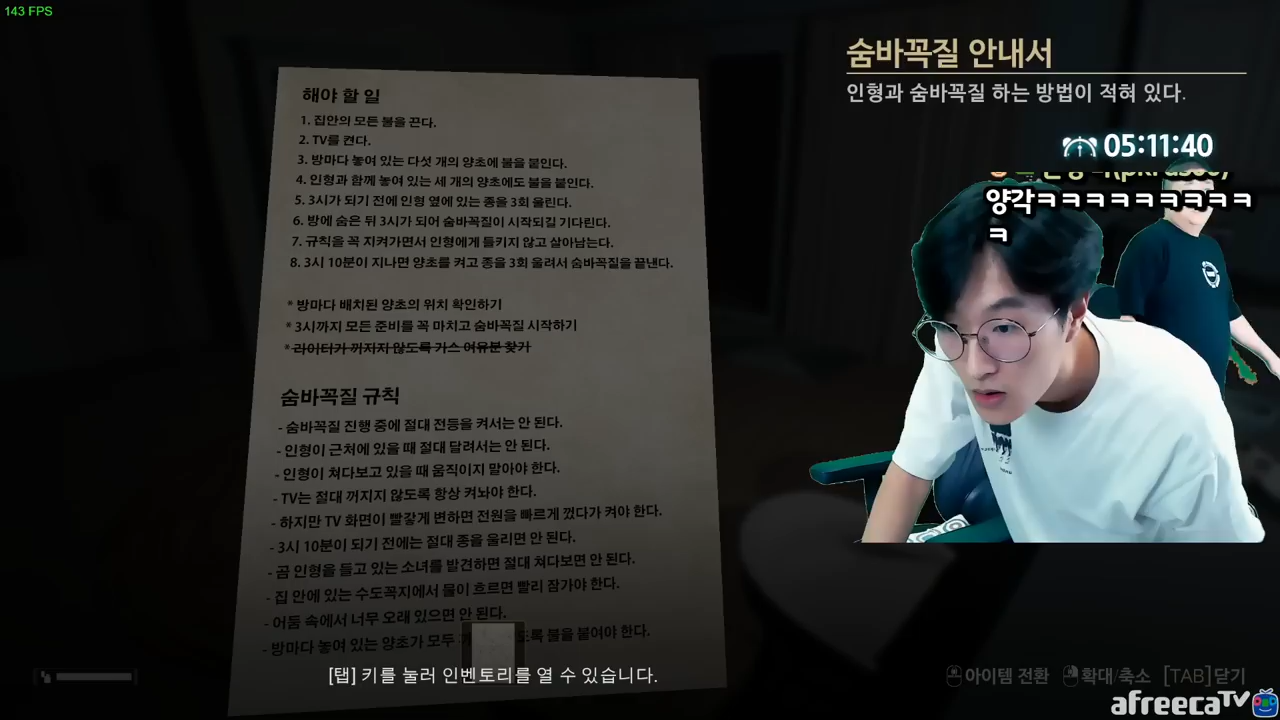 143 FPS
숨바꼭질 안내서
인형과 숨바꼭질 하는 방법이 적혀 있다.
05:11:40
양각ㅋㅋㅋㅋㅋㅋㅋㅋㅋ
ㅋ
해야 할 일
1. 집안의 모든 불을 끈다.
2. TV를 켠다.
3. 방마다 놓여 있는 다섯 개의 양초에 불을 붙인다.
4. 인형과 함께 놓여 있는 세 개의 양초에도 불을 붙인다.
5. 3시가 되기 전에 인형 옆에 있는 종을 3회 울린다.
6. 방에 숨은 뒤 3시가 되어 숨바꼭질이 시작되길 기다린다.
7. 규칙을 꼭 지켜가면서 인형에게 들키지 않고 살아남는다.
8. 3시 10분이 지나면 양초를 켜고 종을 3회 울려서 숨바꼭질을 끝낸다.
* 방마다 배치된 양초의 위치 확인하기
* 3시까지 모든 준비를 꼭 마치고 숨바꼭질 시작하기
* 라이터가 꺼지지 않도록 가스 여유분 찾기
숨바꼭질 규칙
- 숨바꼭질 진행 중에 절대 전등을 켜서는 안 된다.
- 인형이 근처에 있을 때 절대 달려서는 안 된다.
- 인형이 쳐다보고 있을 때 움직이지 말아야 한다.
- TV는 절대 꺼지지 않도록 항상 켜놔야 한다.
- 하지만 TV 화면이 빨갛게 변하면 전원을 빠르게 껐다가 켜야 한다.
- 3시 10분이 되기 전에는 절대 종을 울리면 안 된다.
- 곰 인형을 들고 있는 소녀를 발견하면 절대 쳐다보면 안 된다.
- 집 안에 있는 수도꼭지에서 물이 흐르면 빨리 잠가야 한다.
- 어둠 속에서 너무 오래 있으면 안 된다.
- 방마다 놓여 있는 양초가 모두 불을 붙여야 한다.
[탭] 키를 눌러 인벤토리를 열 수 있습니다.
아이템 전환 확대/축소 [TAB]닫기
afreecaTV